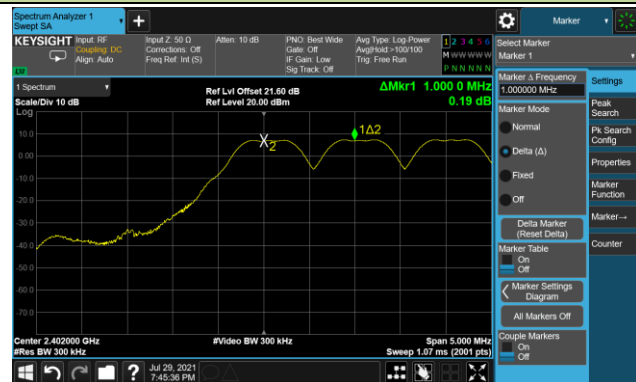 Spectrum Analyzer 1
Swept SA
Marker
KEYSIGHT
Input: RF
Coupling: DC
Align: Auto
Input Z: 50 Ω
Corrections: Off
Freq Ref: Int (S)
Atten: 10 dB
PNO: Best Wide
Gate: Off
IF Gain: Low
Sig Track: Off
Avg Type: Log-Power
Avg|Hold:>100/100
Trig: Free Run
1 2 3 4 5 6
M W W W W W
P N N N N N
LW
Select Marker
Marker 1
1 Spectrum
Scale/Div 10 dB
Log
Ref Lvl Offset 21.60 dB
Ref Level 20.00 dBm
ΔMkr1 1.000 0 MHz
0.19 dB
10.0
0.00
-10.0
-20.0
-30.0
-40.0
-50.0
-60.0
-70.0
X2
1Δ2
Center 2.402000 GHz
#Res BW 300 kHz
#Video BW 300 kHz
Span 5.000 MHz
Sweep 1.07 ms (2001 pts)
Marker Δ Frequency
1.000000 MHz
Marker Mode
Normal
Delta (Δ)
Fixed
Off
Delta Marker
(Reset Delta)
Marker Table
On
Off
Marker Settings
Diagram
All Markers Off
Couple Markers
On
Off
Settings
Peak
Search
Pk Search
Config
Properties
Marker
Function
Marker→
Counter
?
Jul 29, 2021
7:45:36 PM